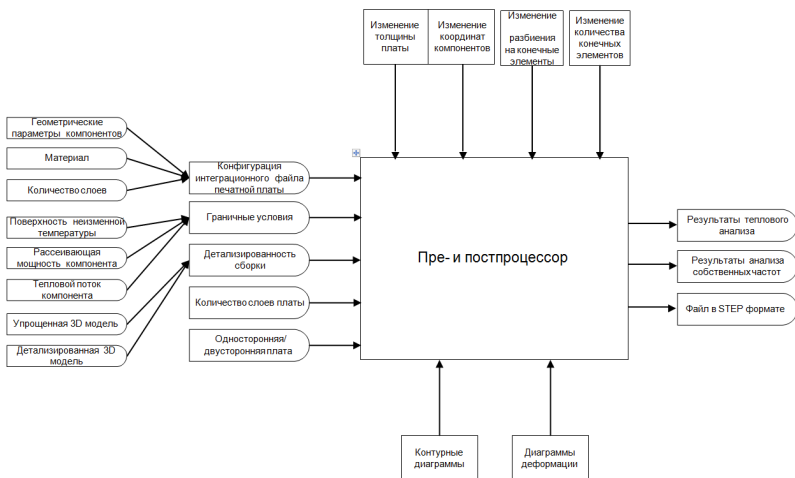 Изменение
толщины
платы
Изменение
координат
компонентов
Изменение
разбиения
на конечные
элементы
Изменение
количества
конечных
элементов
Геометрические
параметры компонентов
Материал
Количество слоев
Поверхность неизменной
температуры
Рассеивающая
мощность компонента
Тепловой поток
компонента
Упрощенная 3D модель
Детализированная 3D
модель
Конфигурация
интеграционного файла
печатной платы
Граничные условия
Детализированность
сборки
Количество слоев платы
Односторонняя/
двусторонняя плата
Пре- и постпроцессор
Результаты теплового
анализа
Результаты анализа
собственных частот
Файл в STEP формате
Контурные
диаграммы
Диаграммы
деформации